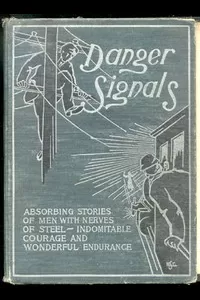 Danger
Signals
ABSORBING STORIES
OF MEN WITH NERVES
OF STEEL—INDOMITABLE
COURAGE AND
WONDERFUL ENDURANCE